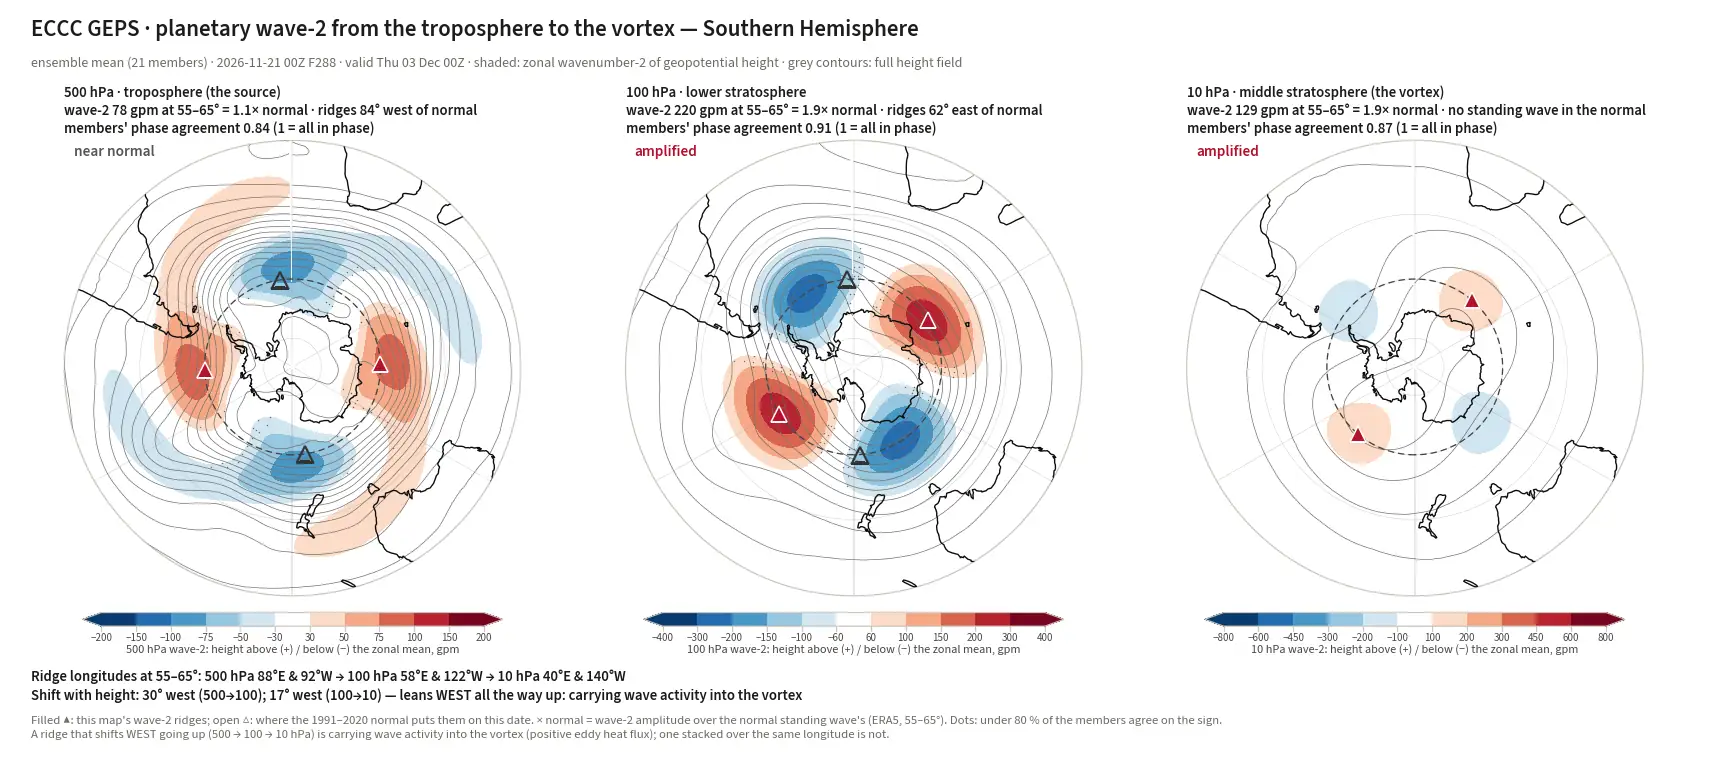 ECCC GEPS · planetary wave-2 from the troposphere to the vortex — Southern Hemisphere
ensemble mean (21 members) · 2026-11-21 00Z F288 · valid Thu 03 Dec 00Z · shaded: zonal wavenumber-2 of geopotential height · grey contours: full height field
500 hPa · troposphere (the source)
wave-2 78 gpm at 55–65° = 1.1× normal · ridges 84° west of normal
members' phase agreement 0.84 (1 = all in phase)
near normal
100 hPa · lower stratosphere
wave-2 220 gpm at 55–65° = 1.9× normal · ridges 62° east of normal
members' phase agreement 0.91 (1 = all in phase)
amplified
10 hPa · middle stratosphere (the vortex)
wave-2 129 gpm at 55–65° = 1.9× normal · no standing wave in the normal
members' phase agreement 0.87 (1 = all in phase)
amplified
−200 −150 −100 −75 −50 −30 30 50 75 100 150 200
500 hPa wave-2: height above (+) / below (−) the zonal mean, gpm
−400 −300 −200 −150 −100 −60 60 100 150 200 300 400
100 hPa wave-2: height above (+) / below (−) the zonal mean, gpm
−800 −600 −450 −300 −200 −100 100 200 300 450 600 800
10 hPa wave-2: height above (+) / below (−) the zonal mean, gpm
Ridge longitudes at 55–65°: 500 hPa 88°E & 92°W → 100 hPa 58°E & 122°W → 10 hPa 40°E & 140°W
Shift with height: 30° west (500→100); 17° west (100→10) — leans WEST all the way up: carrying wave activity into the vortex
Filled ▲: this map's wave-2 ridges; open △: where the 1991–2020 normal puts them on this date. × normal = wave-2 amplitude over the normal standing wave's (ERA5, 55–65°). Dots: under 80 % of the members agree on the sign.
A ridge that shifts WEST going up (500 → 100 → 10 hPa) is carrying wave activity into the vortex (positive eddy heat flux); one stacked over the same longitude is not.